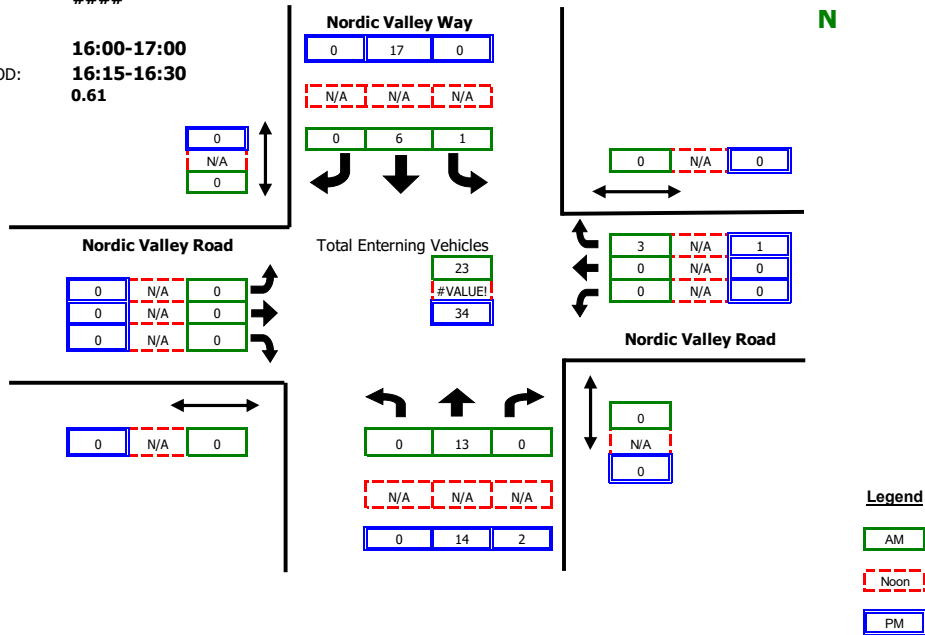 ####
16:00-17:00
OD: 16:15-16:30
0.61
Nordic Valley Way
N
0 17 0
N/A N/A N/A
0 6 1
0
N/A
0
0 N/A 0
Nordic Valley Road
Total Enterning Vehicles
23
#VALUE!
34
3 N/A 1
0 N/A 0
0 N/A 0
0 N/A 0
0 N/A 0
0 N/A 0
Nordic Valley Road
0 N/A 0
0 13 0
N/A N/A N/A
0 14 2
0
N/A
0
Legend
AM
Noon
PM